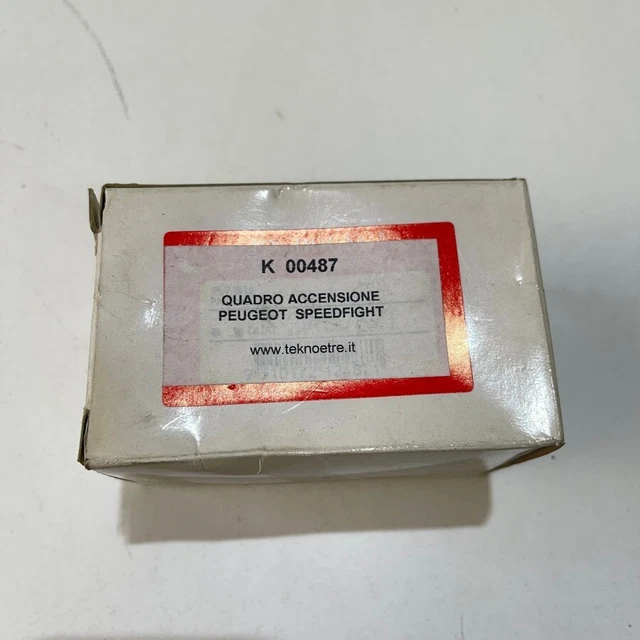 K 00487
QUADRO ACCENSIONE
PEUGEOT SPEEDFIGHT
www.teknoetre.it